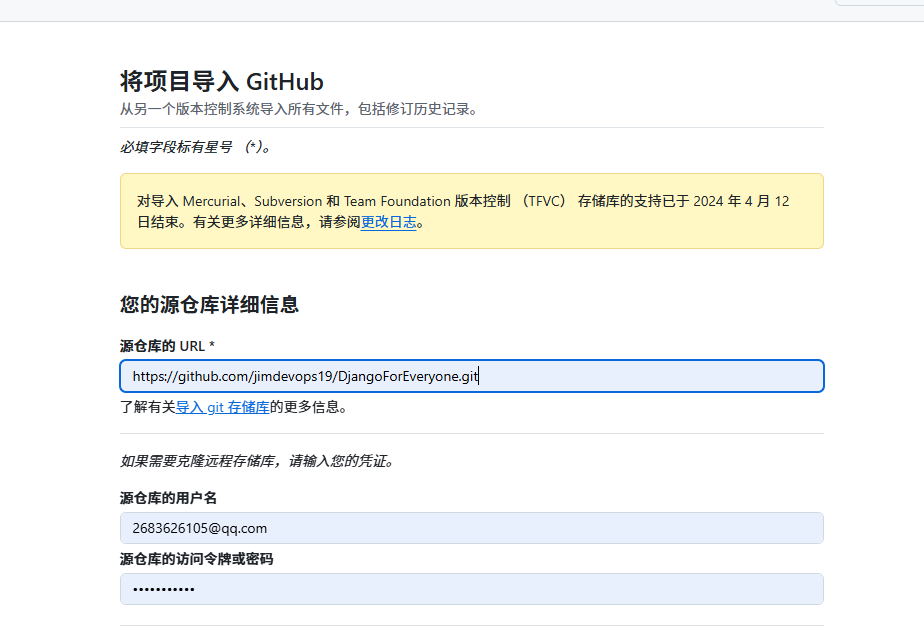 将项目导入 GitHub
从另一个版本控制系统导入所有文件，包括修订历史记录。
必填字段标有星号 （*）。
对导入 Mercurial、Subversion 和 Team Foundation 版本控制 （TFVC） 存储库的支持已于 2024 年 4 月 12
日结束。有关更多详细信息，请参阅更改日志。
您的源仓库详细信息
源仓库的 URL *
https://github.com/jimdevops19/DjangoForEveryone.git
了解有关导入 git 存储库的更多信息。
如果需要克隆远程存储库，请输入您的凭证。
源仓库的用户名
2683626105@qq.com
源仓库的访问令牌或密码
•••••••••••